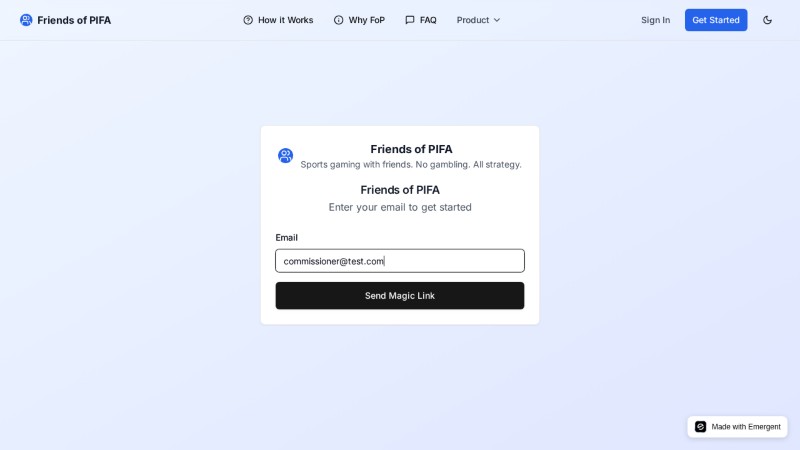 Friends of PIFA
How it Works
Why FoP
FAQ
Product
Sign In
Get Started
Friends of PIFA
Sports gaming with friends. No gambling. All strategy.
Friends of PIFA
Enter your email to get started
Email
commissioner@test.com
Send Magic Link
Made with Emergent